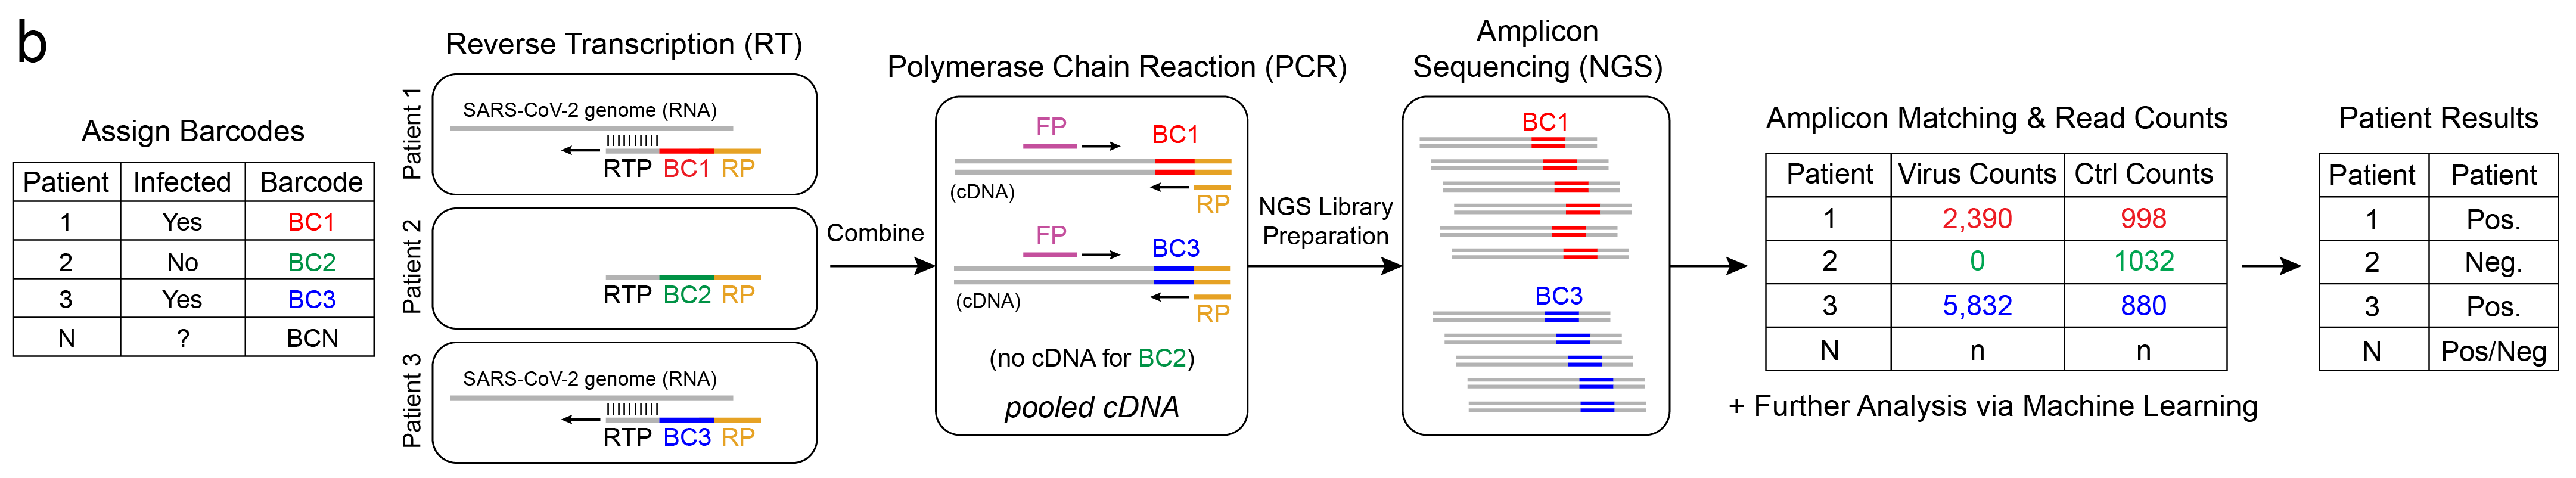 b
Assign Barcodes
Patient Infected Barcode
1 Yes BC1
2 No BC2
3 Yes BC3
N ? BCN
Reverse Transcription (RT)
Patient 1
SARS-CoV-2 genome (RNA)
RTP BC1 RP
Patient 2
RTP BC2 RP
Patient 3
SARS-CoV-2 genome (RNA)
RTP BC3 RP
Combine
Polymerase Chain Reaction (PCR)
FP
BC1
(cDNA)
RP
FP
BC3
(cDNA)
RP
(no cDNA for BC2)
pooled cDNA
NGS Library
Preparation
Amplicon
Sequencing (NGS)
BC1
BC3
Amplicon Matching & Read Counts
Patient Virus Counts Ctrl Counts
1 2,390 998
2 0 1032
3 5,832 880
N n n
+ Further Analysis via Machine Learning
Patient Results
Patient Patient
1 Pos.
2 Neg.
3 Pos.
N Pos/Neg